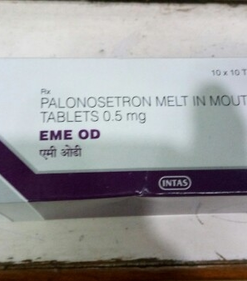 10 x 10 T
Rx
PALONOSETRON MELT IN MOUT
TABLETS 0.5 mg
EME OD
एमी ओडी
INTAS